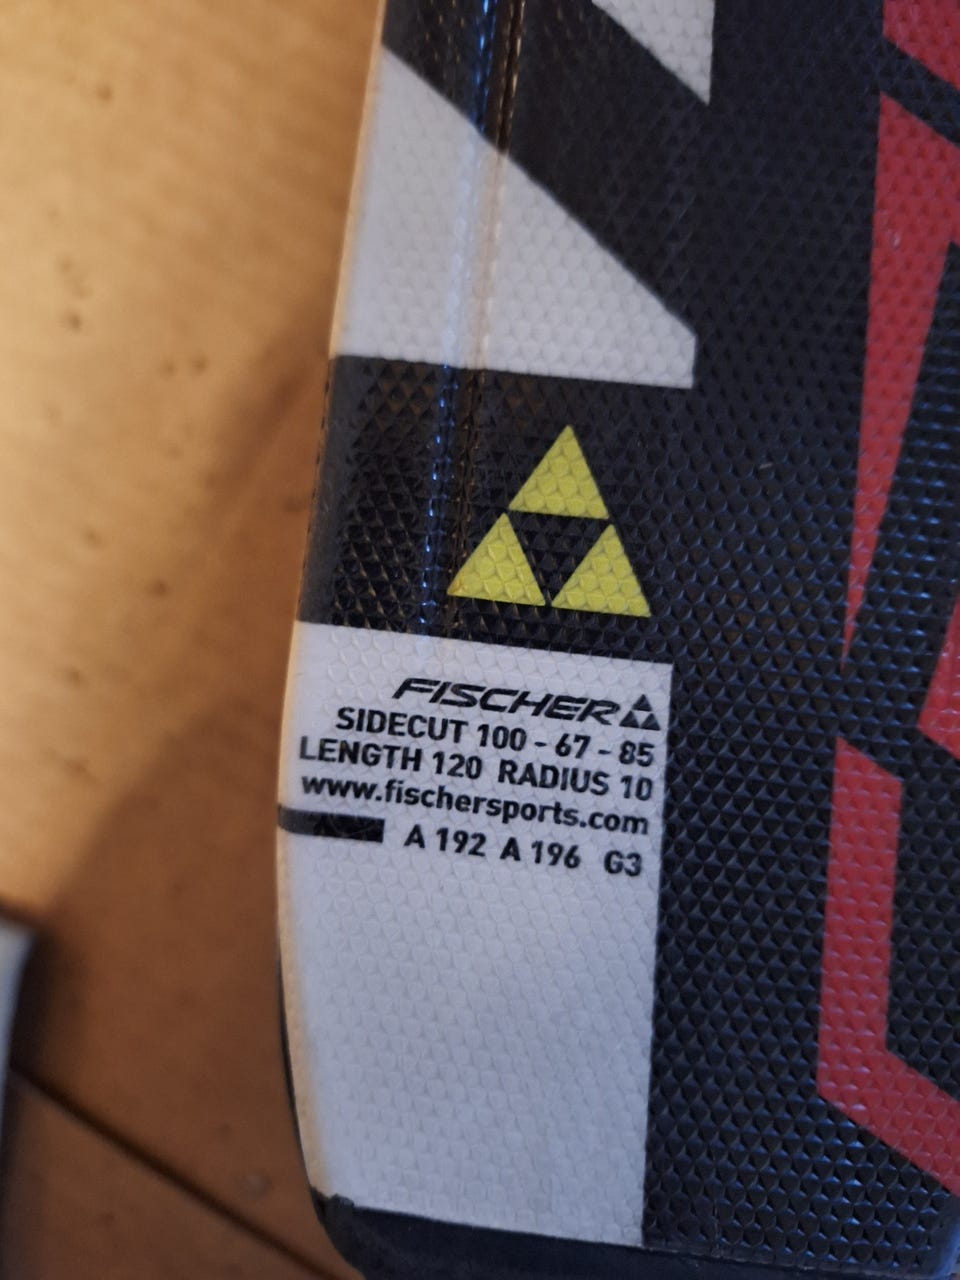 FISCHER
SIDECUT 100 - 67 - 85
LENGTH 120 RADIUS 10
www.fischersports.com
A 192 A 196 G3